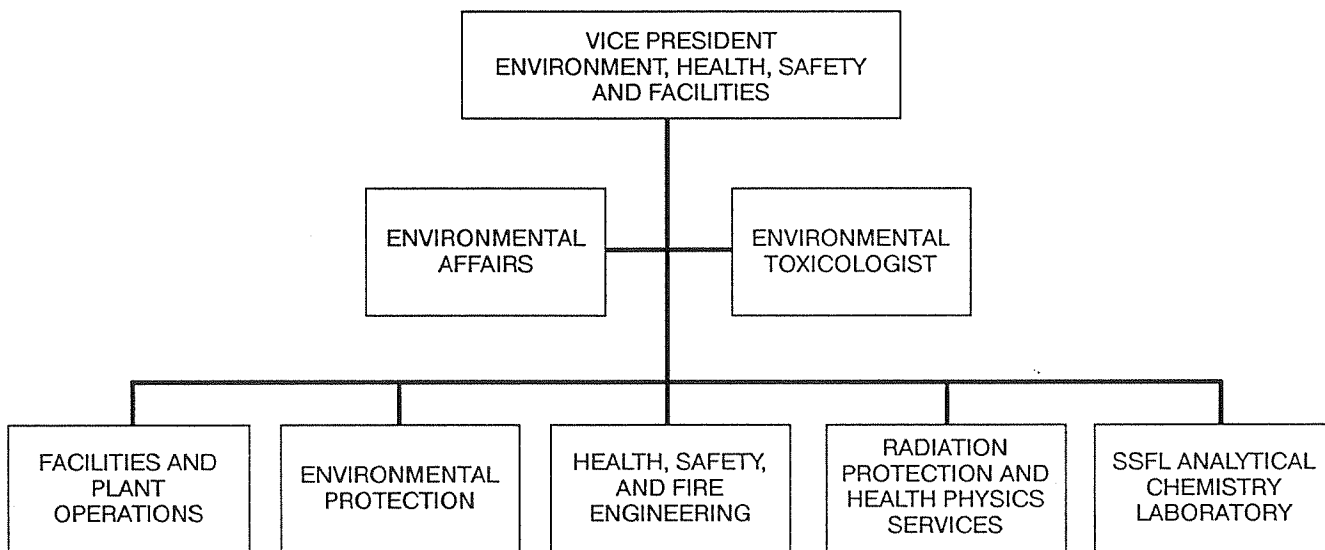 VICE PRESIDENT
ENVIRONMENT, HEALTH, SAFETY
AND FACILITIES
ENVIRONMENTAL
AFFAIRS
ENVIRONMENTAL
TOXICOLOGIST
FACILITIES AND
PLANT
OPERATIONS
ENVIRONMENTAL
PROTECTION
HEALTH, SAFETY,
AND FIRE
ENGINEERING
RADIATION
PROTECTION AND
HEALTH PHYSICS
SERVICES
SSFL ANALYTICAL
CHEMISTRY
LABORATORY